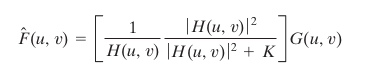 F̂(u, v) = [ 1 / H(u, v) · |H(u, v)|² / (|H(u, v)|² + K ) ] G(u, v)